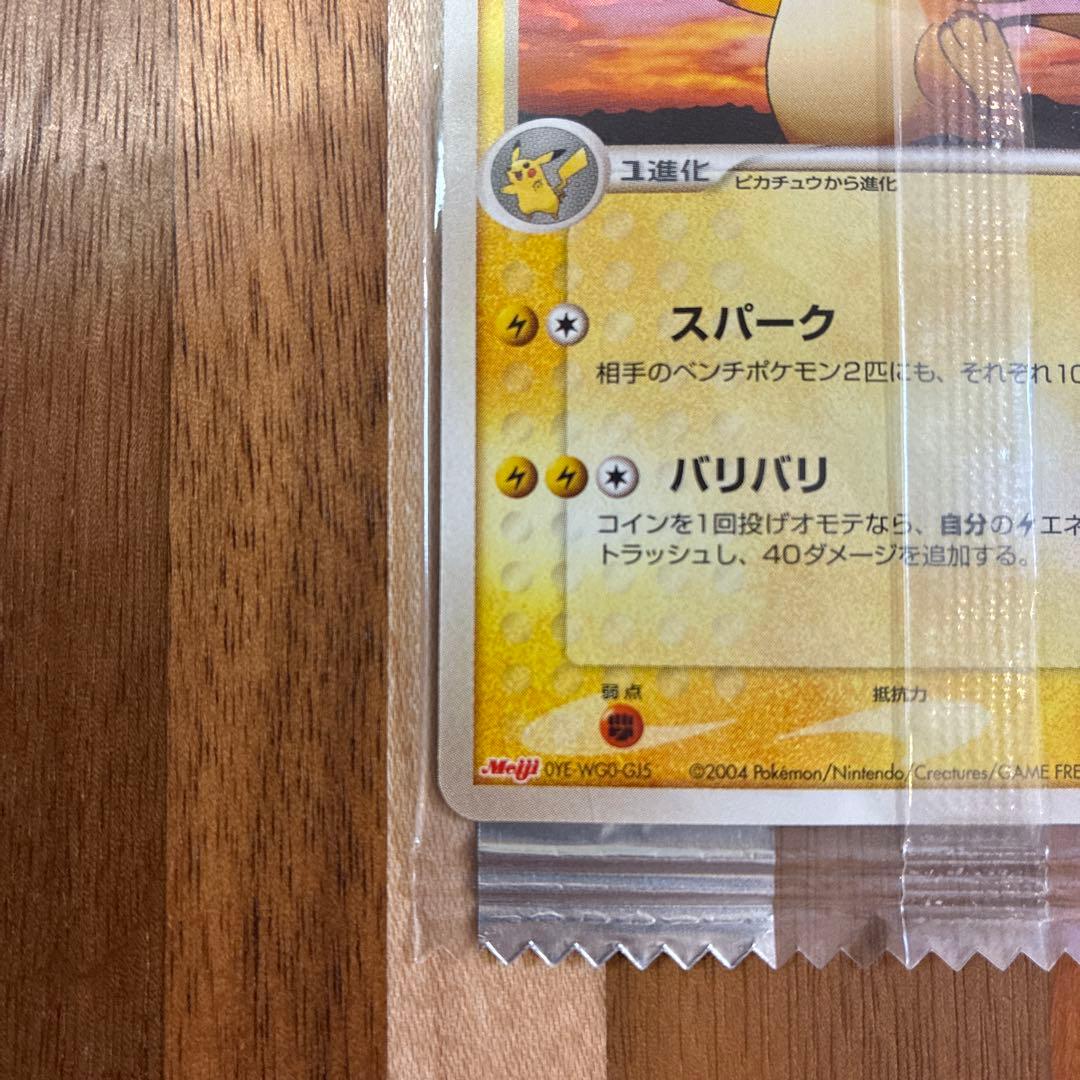 1進化
ピカチュウから進化
スパーク
相手のベンチポケモン2匹にも、それぞれ10
バリバリ
コインを1回投げオモテなら、自分の エネ
トラッシュし、40ダメージを追加する。
弱点 抵抗力
Meiji 0YE-WG0-GJ5 ©2004 Pokémon/Nintendo/Creatures/GAME FRE